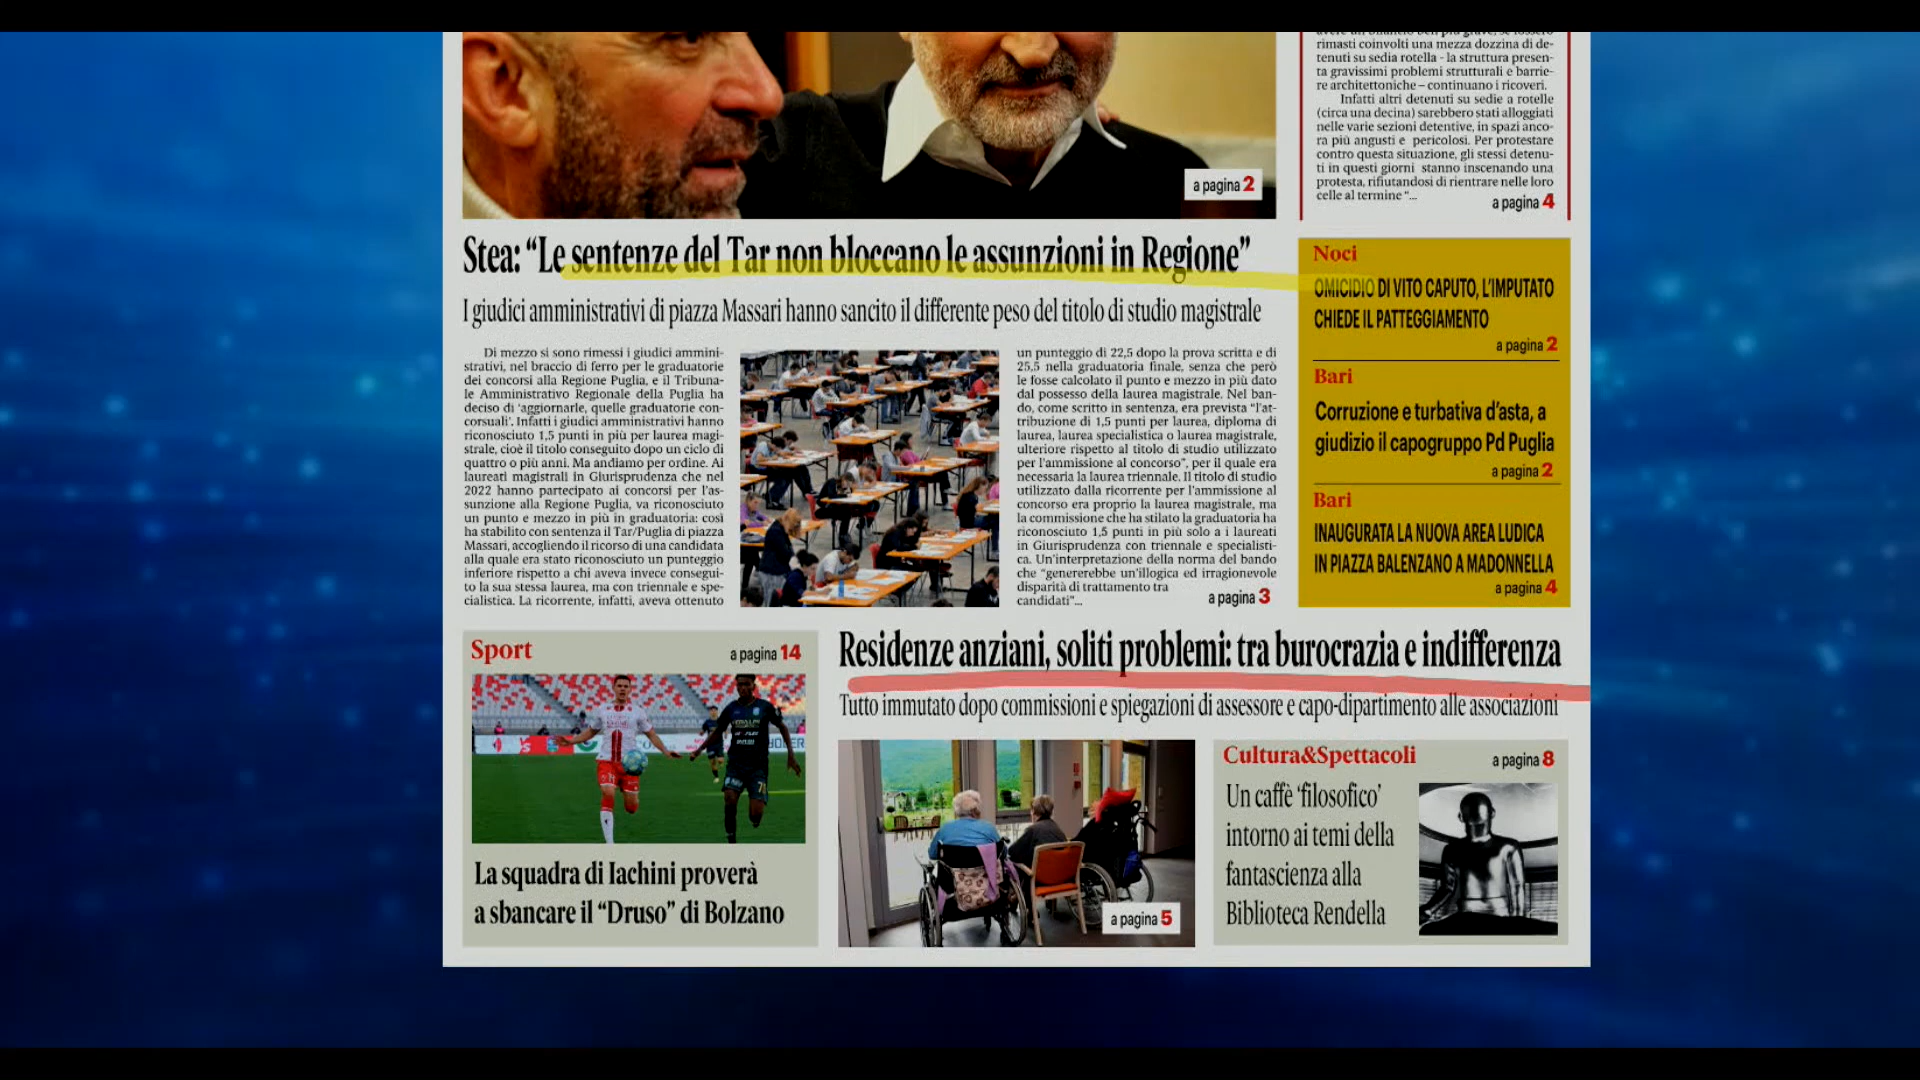 rimasti coinvolti una mezza dozzina di de-
tenuti su sedia rotella - la struttura presen-
ta gravissimi problemi strutturali e barrie-
re architettoniche – continuano i ricoveri.
Infatti altri detenuti su sedie a rotelle
(circa una decina) sarebbero stati alloggiati
nelle varie sezioni detentive, in spazi anco-
ra più angusti e pericolosi. Per protestare
contro questa situazione, gli stessi detenu-
ti in questi giorni stanno inscenando una
protesta, rifiutandosi di rientrare nelle loro
celle al termine “...
a pagina 4
a pagina 2
Stea: “Le sentenze del Tar non bloccano le assunzioni in Regione”
I giudici amministrativi di piazza Massari hanno sancito il differente peso del titolo di studio magistrale
Di mezzo si sono rimessi i giudici ammini-
strativi, nel braccio di ferro per le graduatorie
dei concorsi alla Regione Puglia, e il Tribuna-
le Amministrativo Regionale della Puglia ha
deciso di ‘aggiornarle, quelle graduatorie con-
corsuali’. Infatti i giudici amministrativi hanno
riconosciuto 1,5 punti in più per laurea magi-
strale, cioè il titolo conseguito dopo un ciclo di
quattro o più anni. Ma andiamo per ordine. Ai
laureati magistrali in Giurisprudenza che nel
2022 hanno partecipato ai concorsi per l’as-
sunzione alla Regione Puglia, va riconosciuto
un punto e mezzo in più in graduatoria: così
ha stabilito con sentenza il Tar/Puglia di piazza
Massari, accogliendo il ricorso di una candidata
alla quale era stato riconosciuto un punteggio
inferiore rispetto a chi aveva invece consegui-
to la sua stessa laurea, ma con triennale e spe-
cialistica. La ricorrente, infatti, aveva ottenuto
un punteggio di 22,5 dopo la prova scritta e di
25,5 nella graduatoria finale, senza che però
le fosse calcolato il punto e mezzo in più dato
dal possesso della laurea magistrale. Nel ban-
do, come scritto in sentenza, era prevista “l’at-
tribuzione di 1,5 punti per laurea, diploma di
laurea, laurea specialistica o laurea magistrale,
ulteriore rispetto al titolo di studio utilizzato
per l’ammissione al concorso”, per il quale era
necessaria la laurea triennale. Il titolo di studio
utilizzato dalla ricorrente per l’ammissione al
concorso era proprio la laurea magistrale, ma
la commissione che ha stilato la graduatoria ha
riconosciuto 1,5 punti in più solo a i laureati
in Giurisprudenza con triennale e specialisti-
ca. Un’interpretazione della norma del bando
che “genererebbe un’illogica ed irragionevole
disparità di trattamento tra
candidati”...
a pagina 3
Noci
OMICIDIO DI VITO CAPUTO, L’IMPUTATO
CHIEDE IL PATTEGGIAMENTO
a pagina 2
Bari
Corruzione e turbativa d’asta, a
giudizio il capogruppo Pd Puglia
a pagina 2
Bari
INAUGURATA LA NUOVA AREA LUDICA
IN PIAZZA BALENZANO A MADONNELLA
a pagina 4
Sport
a pagina 14
La squadra di Iachini proverà
a sbancare il “Druso” di Bolzano
Residenze anziani, soliti problemi: tra burocrazia e indifferenza
Tutto immutato dopo commissioni e spiegazioni di assessore e capo-dipartimento alle associazioni
a pagina 5
Cultura&Spettacoli
a pagina 8
Un caffè ‘filosofico’
intorno ai temi della
fantascienza alla
Biblioteca Rendella